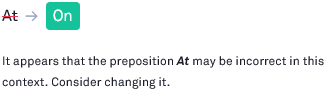 At → On
It appears that the preposition At may be incorrect in this
context. Consider changing it.